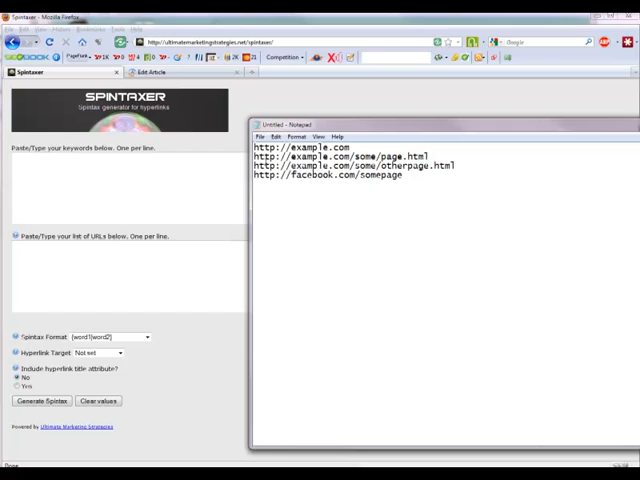 Spintaxer - Mozilla Firefox
File Edit
http://ultimatemarketingstrategies.net/spintaxer/
Google
Competition
Spintaxer
Edit Article
SPINTAXER
Spintax generator for hyperlinks
Paste/Type your keywords below. One per line.
Paste/Type your list of URLs below. One per line.
Spintax Format {word1|word2}
Hyperlink Target Not set
Include hyperlink title attribute?
No
Yes
Generate Spintax Clear values
Powered by Ultimate Marketing Strategies
Done
Untitled - Notepad
File Edit Format View Help
http://example.com
http://example.com/some/page.html
http://example.com/some/otherpage.html
http://facebook.com/somepage